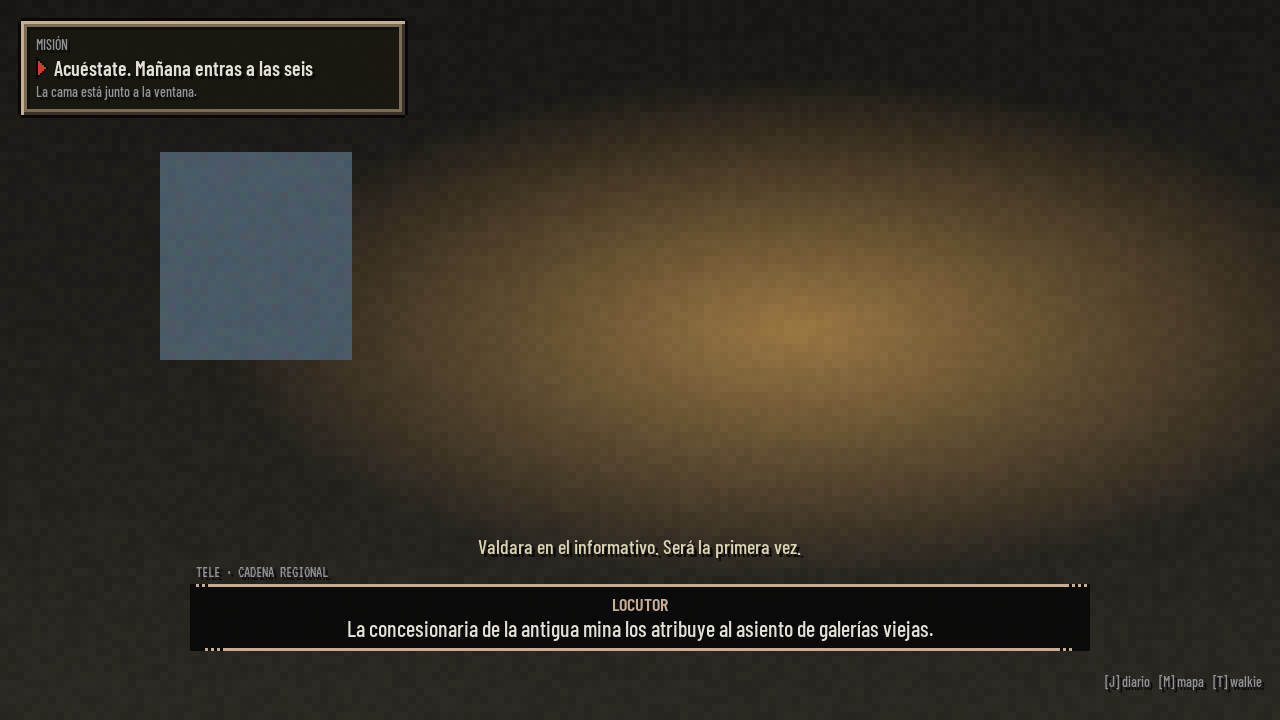 MISIÓN
Acuéstate. Mañana entras a las seis
La cama está junto a la ventana.
Valdara en el informativo. Será la primera vez.
TELE · CADENA REGIONAL
LOCUTOR
La concesionaria de la antigua mina los atribuye al asiento de galerías viejas.
[J] diario [M] mapa [T] walkie